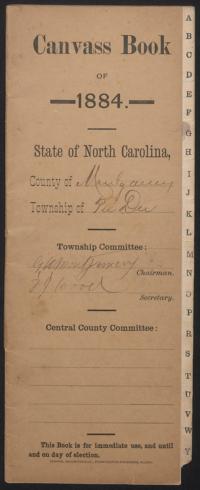 Canvass Book
OF
1884.
State of North Carolina,
County of Montgomery
Township of Pee Dee
Township Committee:
Chairman.
Secretary.
Central County Committee:
This Book is for immediate use, and until
and on day of election.
A
B
C
D
E
F
G
H
I
J
K
L
M
N
O
P
R
S
T
U
V
W
Y